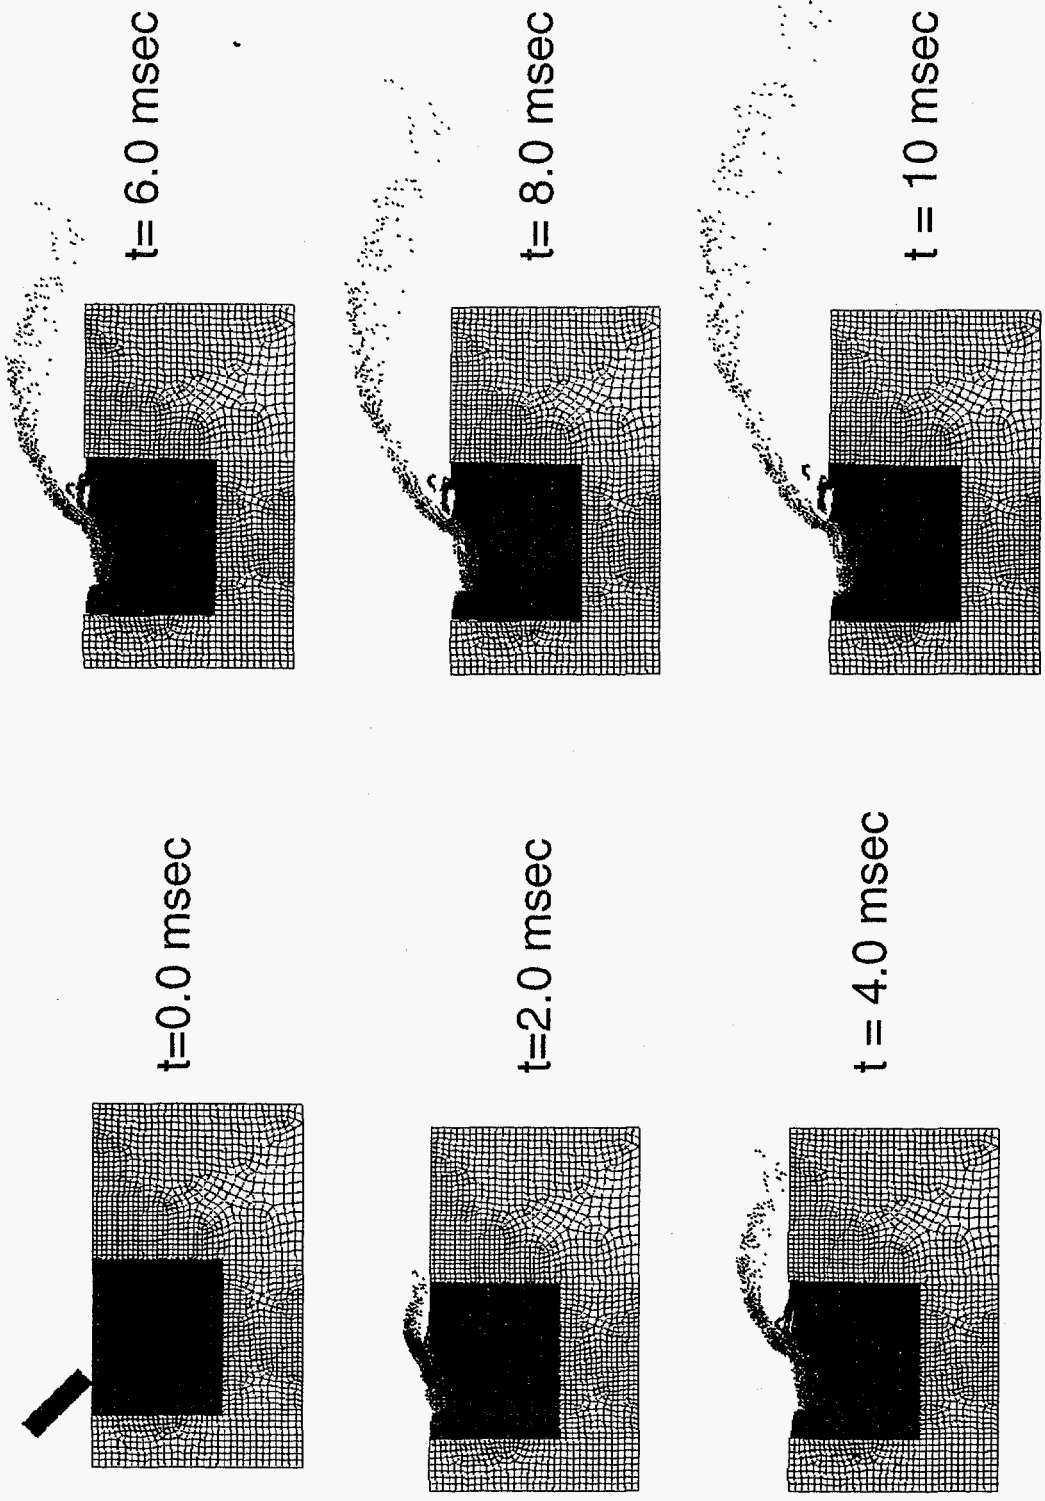 t=0.0 msec
t=2.0 msec
t = 4.0 msec
t= 6.0 msec
t= 8.0 msec
t = 10 msec